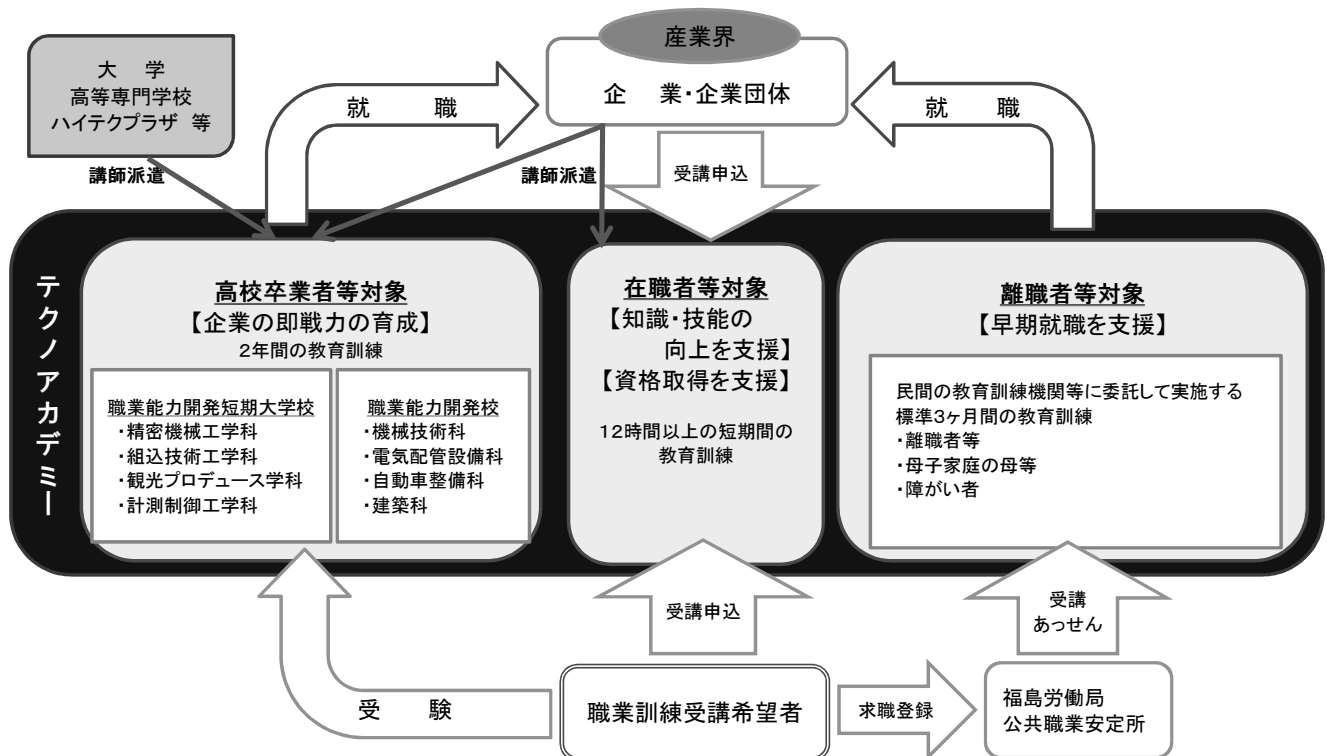 産業界
企　業・企業団体
大　学
高等専門学校
ハイテクプラザ 等
就　職
就　職
講師派遣
講師派遣
受講申込
テクノアカデミー
高校卒業者等対象
【企業の即戦力の育成】
2年間の教育訓練
職業能力開発短期大学校
・精密機械工学科
・組込技術工学科
・観光プロデュース学科
・計測制御工学科
職業能力開発校
・機械技術科
・電気配管設備科
・自動車整備科
・建築科
在職者等対象
【知識・技能の
向上を支援】
【資格取得を支援】
12時間以上の短期間の
教育訓練
離職者等対象
【早期就職を支援】
民間の教育訓練機関等に委託して実施する
標準3ヶ月間の教育訓練
・離職者等
・母子家庭の母等
・障がい者
受講申込
受講
あっせん
受　験
職業訓練受講希望者
求職登録
福島労働局
公共職業安定所